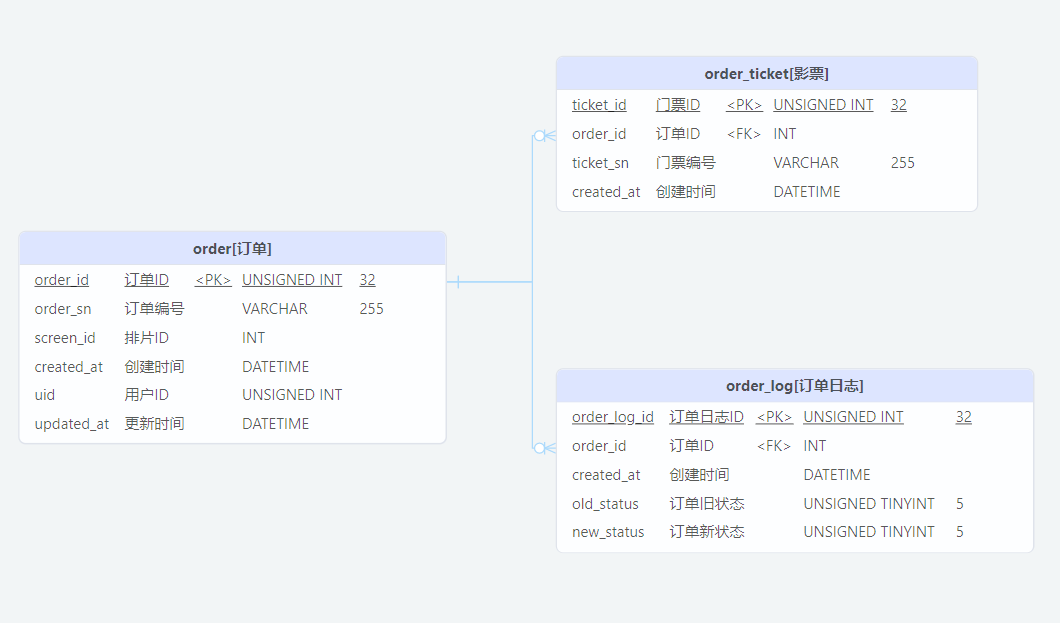 order_ticket[影票]
ticket_id 门票ID <PK> UNSIGNED INT 32
order_id 订单ID <FK> INT
ticket_sn 门票编号 VARCHAR 255
created_at 创建时间 DATETIME
order[订单]
order_id 订单ID <PK> UNSIGNED INT 32
order_sn 订单编号 VARCHAR 255
screen_id 排片ID INT
created_at 创建时间 DATETIME
uid 用户ID UNSIGNED INT
updated_at 更新时间 DATETIME
order_log[订单日志]
order_log_id 订单日志ID <PK> UNSIGNED INT 32
order_id 订单ID <FK> INT
created_at 创建时间 DATETIME
old_status 订单旧状态 UNSIGNED TINYINT 5
new_status 订单新状态 UNSIGNED TINYINT 5